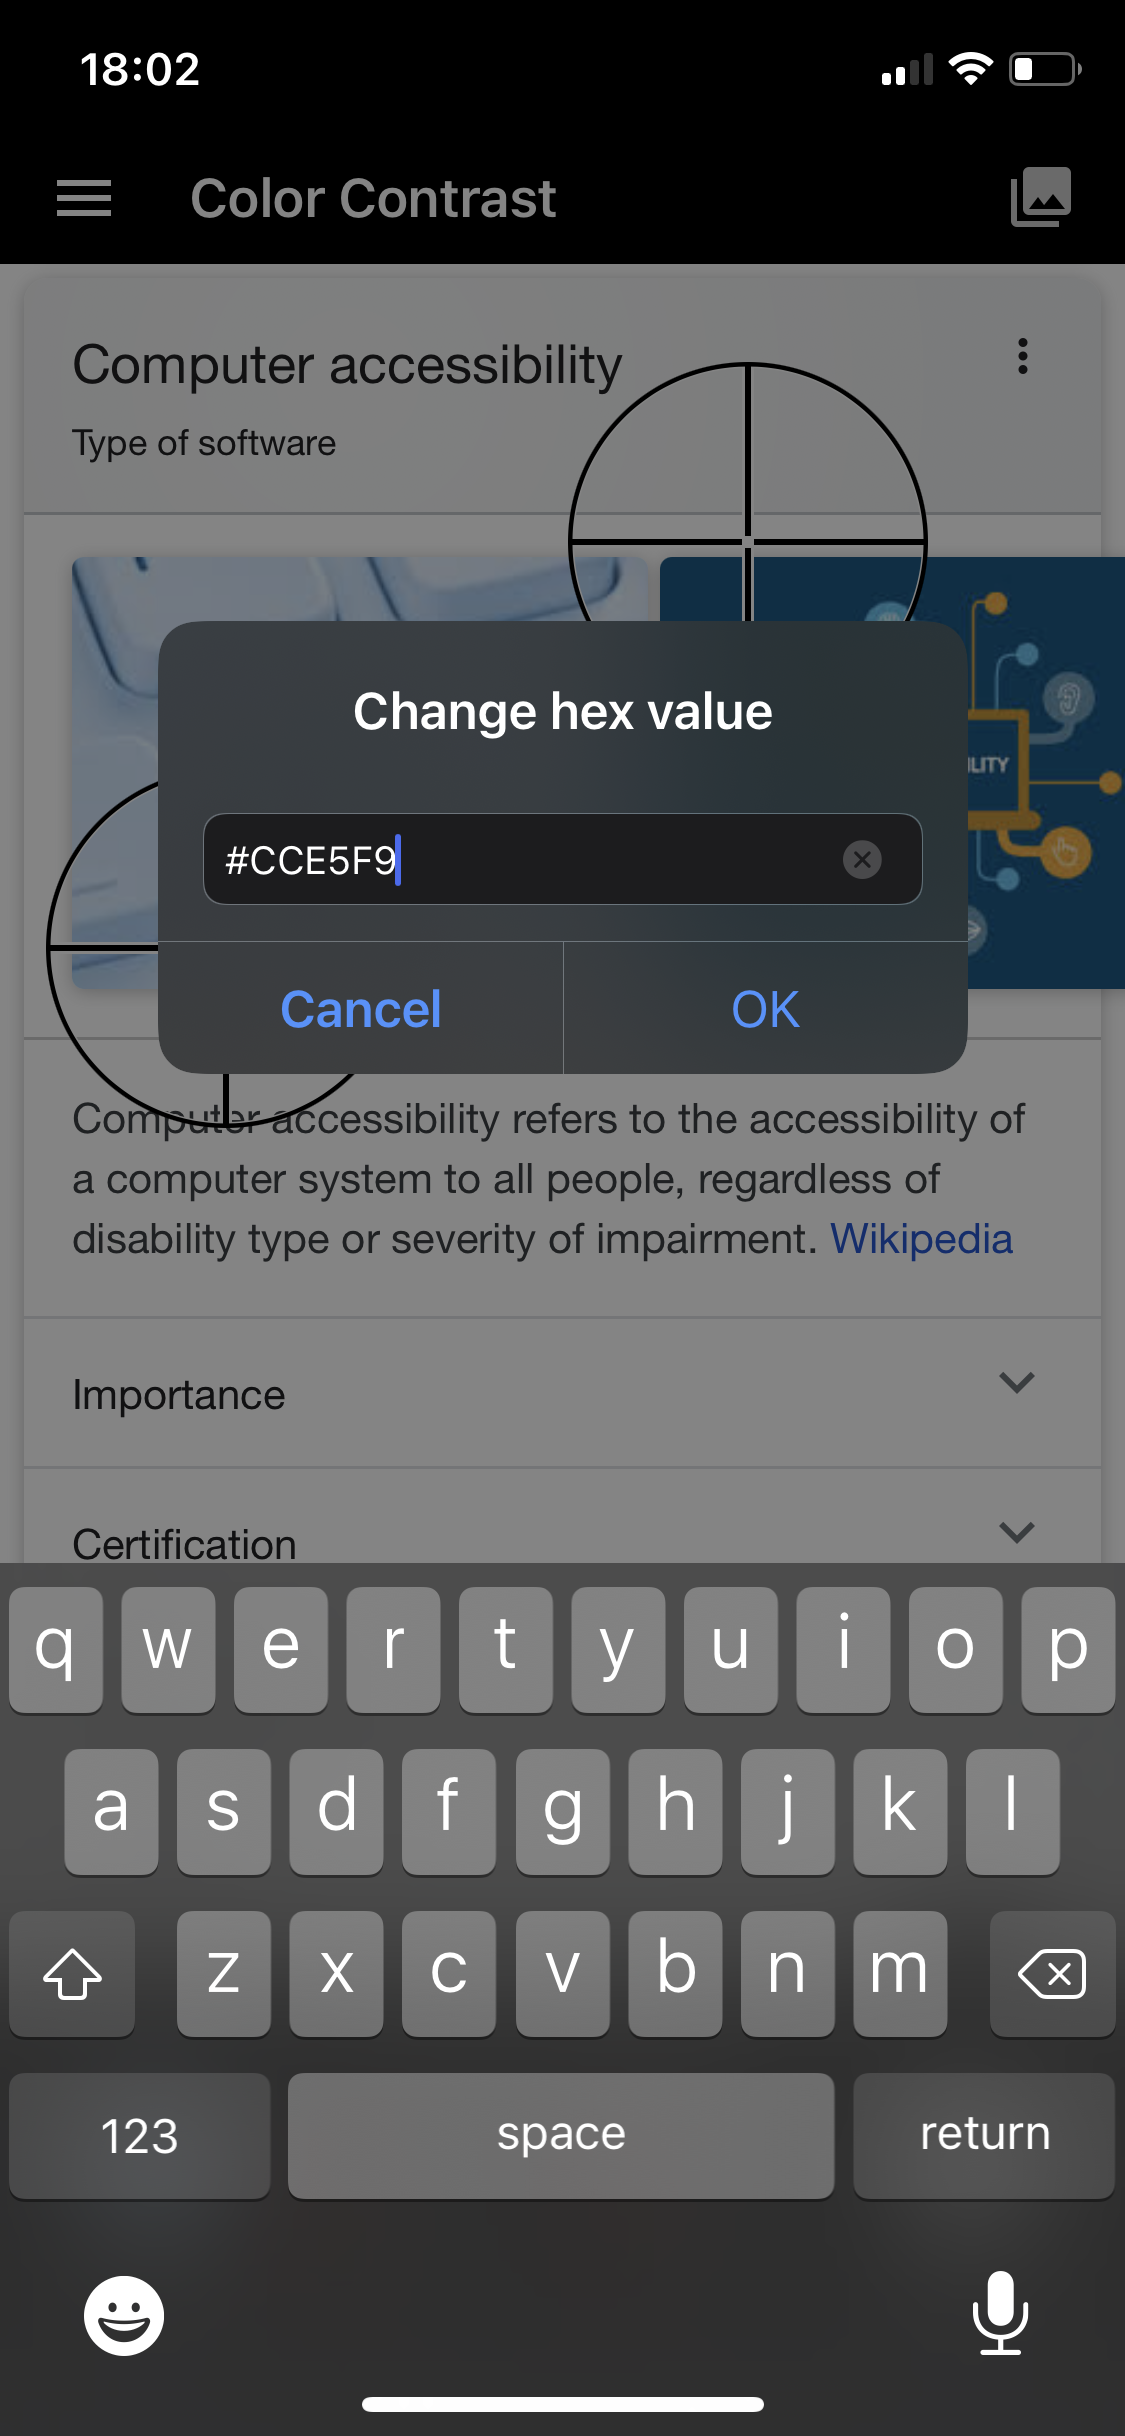 18:02
Color Contrast
Computer accessibility
Type of software
Change hex value
ILITY
#CCE5F9
Cancel
OK
Computer accessibility refers to the accessibility of
a computer system to all people, regardless of
disability type or severity of impairment. Wikipedia
Importance
Certification
q w e r t y u i o p
a s d f g h j k l
z x c v b n m
123 space return